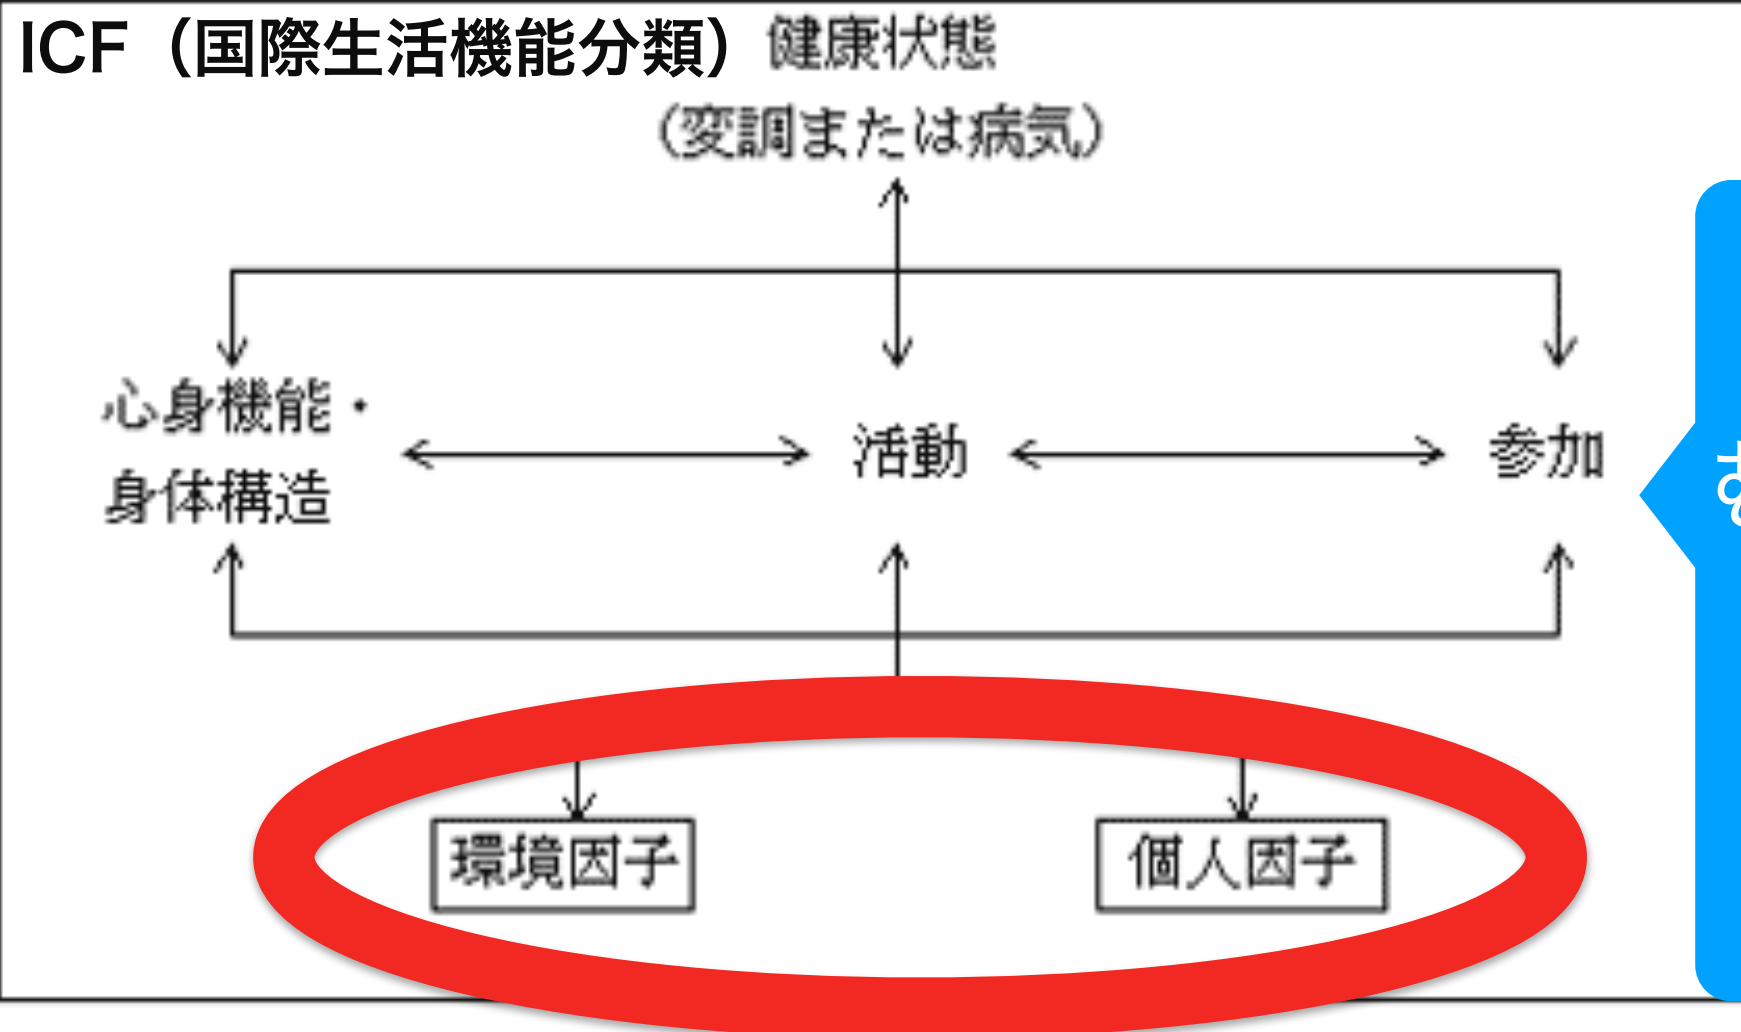 ICF（国際生活機能分類）
健康状態
（変調または病気）
心身機能・
身体構造
活動
参加
環境因子
個人因子